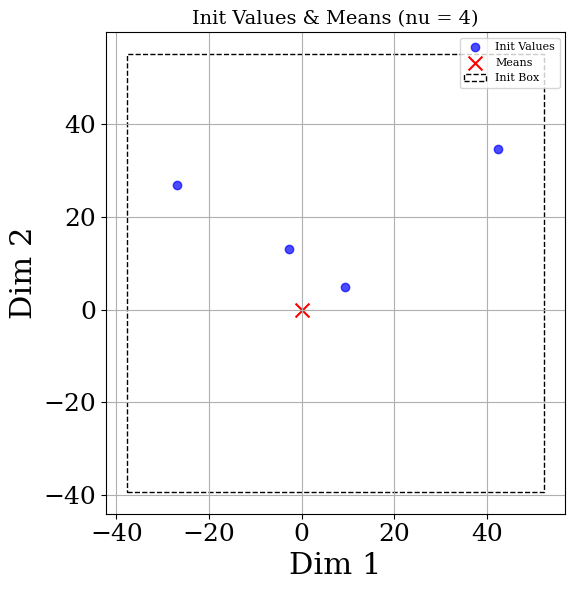 Init Values & Means (nu = 4)
Init Values
Means
Init Box
Dim 2
40
20
0
−20
−40
−40
−20
0
20
40
Dim 1